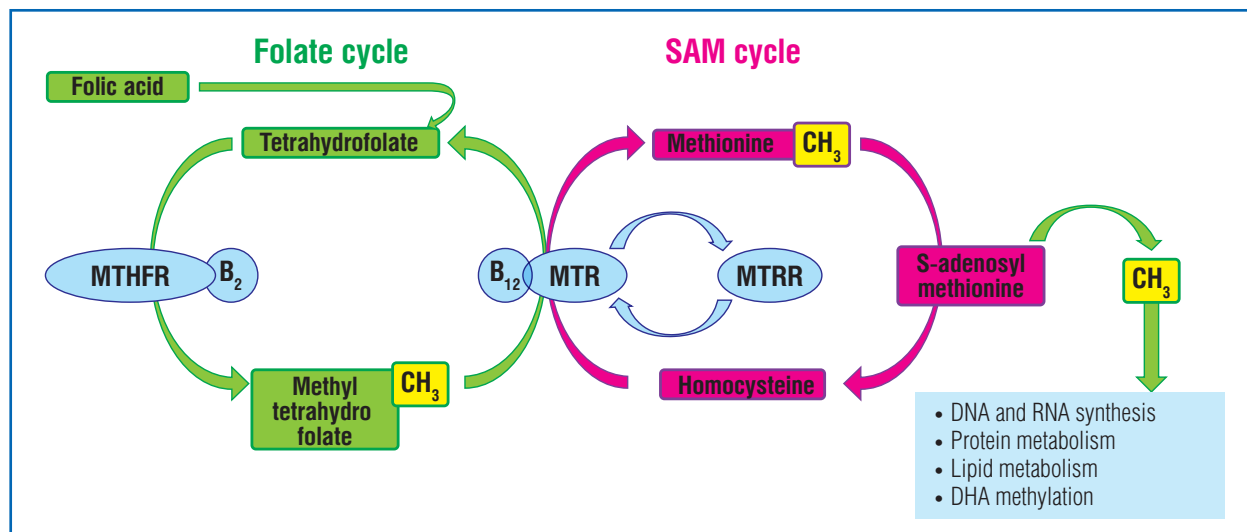 Folate cycle
SAM cycle
Folic acid
Tetrahydrofolate
Methionine
CH3
MTHFR
B2
B12
MTR
MTRR
S-adenosyl
methionine
CH3
Methyl
tetrahydro
folate
CH3
Homocysteine
• DNA and RNA synthesis
• Protein metabolism
• Lipid metabolism
• DHA methylation